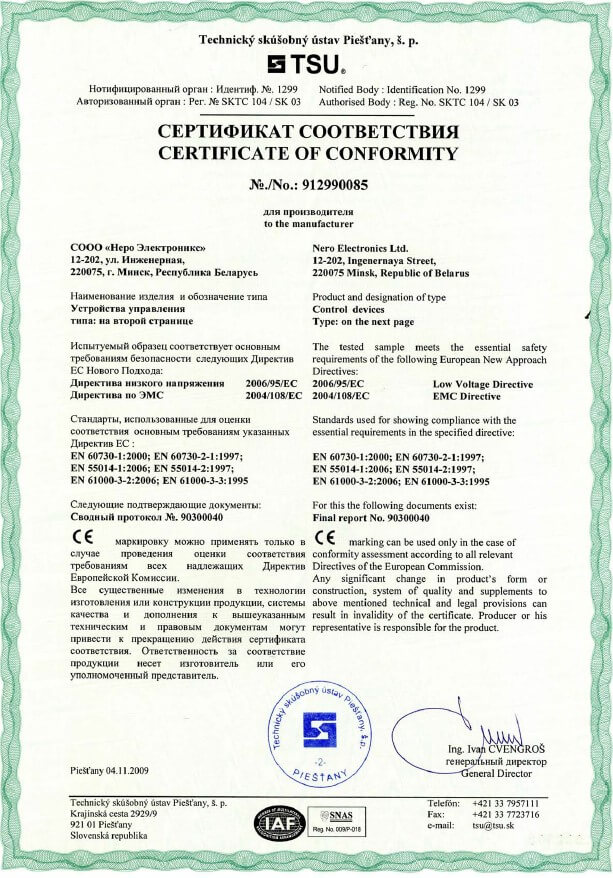 Technický skúšobný ústav Piešťany, š. p.
TSU®
Нотифицированный орган : Идентиф. №. 1299 Notified Body : Identification No. 1299
Авторизованный орган : Рег. № SKTC 104 / SK 03 Authorised Body : Reg. No. SKTC 104 / SK 03
СЕРТИФИКАТ СООТВЕТСТВИЯ
CERTIFICATE OF CONFORMITY
№./No.: 912990085
для производителя
to the manufacturer
СООО «Неро Электроникс»
12-202, ул. Инженерная,
220075, г. Минск, Республика Беларусь
Nero Electronics Ltd.
12-202, Ingenernaya Street,
220075 Minsk, Republic of Belarus
Наименование изделия и обозначение типа
Устройства управления
типа: на второй странице
Product and designation of type
Control devices
Type: on the next page
Испытуемый образец соответствует основным
требованиям безопасности следующих Директив
ЕС Нового Подхода:
Директива низкого напряжения 2006/95/EC
Директива по ЭМС 2004/108/EC
The tested sample meets the essential safety
requirements of the following European New Approach
Directives:
2006/95/EC Low Voltage Directive
2004/108/EC EMC Directive
Стандарты, использованные для оценки
соответствия основным требованиям указанных
Директив ЕС :
EN 60730-1:2000; EN 60730-2-1:1997;
EN 55014-1:2006; EN 55014-2:1997;
EN 61000-3-2:2006; EN 61000-3-3:1995
Standards used for showing compliance with the
essential requirements in the specified directive:
EN 60730-1:2000; EN 60730-2-1:1997;
EN 55014-1:2006; EN 55014-2:1997;
EN 61000-3-2:2006; EN 61000-3-3:1995
Следующие подтверждающие документы:
Сводный протокол №. 90300040
For this the following documents exist:
Final report No. 90300040
CE маркировку можно применять только в
случае проведения оценки соответствия
требованиям всех надлежащих Директив
Европейской Комиссии.
Все существенные изменения в технологии
изготовления или конструкции продукции, системы
качества и дополнения к вышеуказанным
техническим и правовым документам могут
привести к прекращению действия сертификата
соответствия. Ответственность за соответствие
продукции несет изготовитель или его
уполномоченный представитель.
CE marking can be used only in the case of
conformity assessment according to all relevant
Directives of the European Commission.
Any significant change in product's form or
construction, system of quality and supplements to
above mentioned technical and legal provisions can
result in invalidity of the certificate. Producer or his
representative is responsible for the product.
Technický skúšobný ústav Piešťany, š.p.
-2-
PIEŠŤANY
Ing. Ivan CVENGROŠ
генеральный директор
General Director
Piešťany 04.11.2009
Technický skúšobný ústav Piešťany, š. p.
Krajinská cesta 2929/9
921 01 Piešťany
Slovenská republika
IAF
SNAS
Reg. No. 009/P-018
Telefón: +421 33 7957111
Fax: +421 33 7723716
e-mail: tsu@tsu.sk